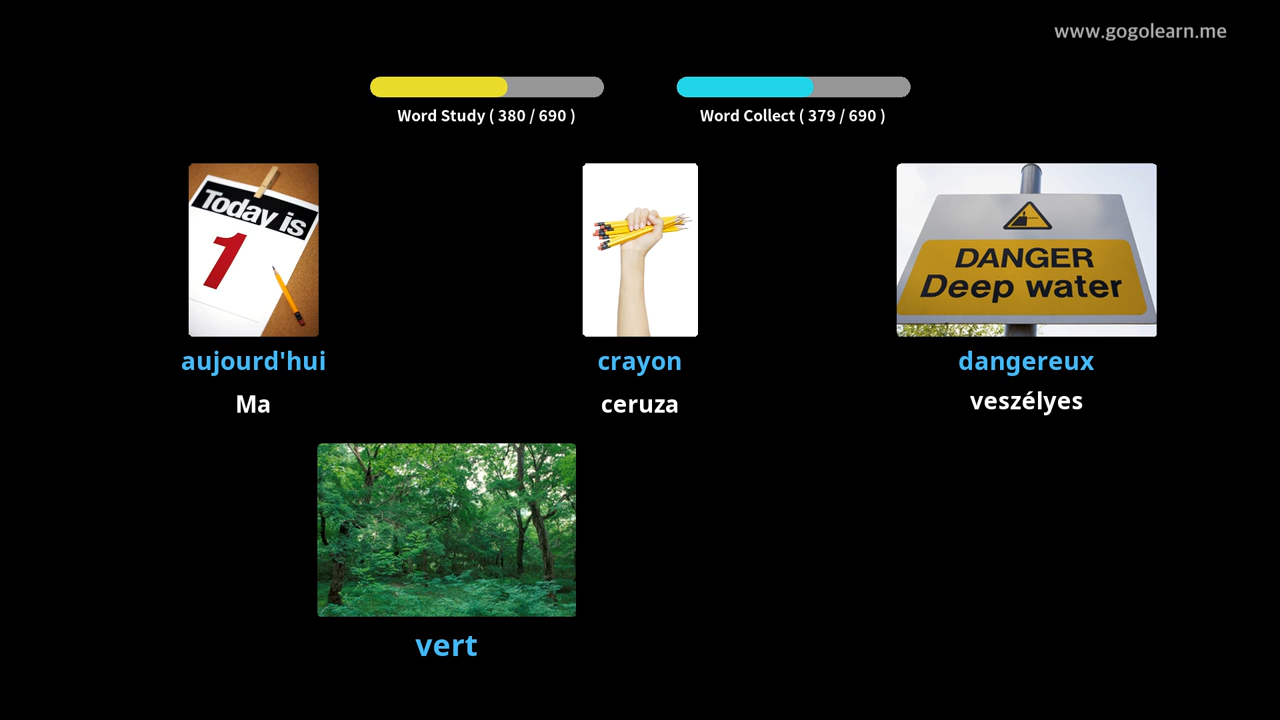 www.gogolearn.me
Word Study ( 380 / 690 )
Word Collect ( 379 / 690 )
Today is
1
DANGER
Deep water
aujourd'hui
crayon
dangereux
Ma
ceruza
veszélyes
vert